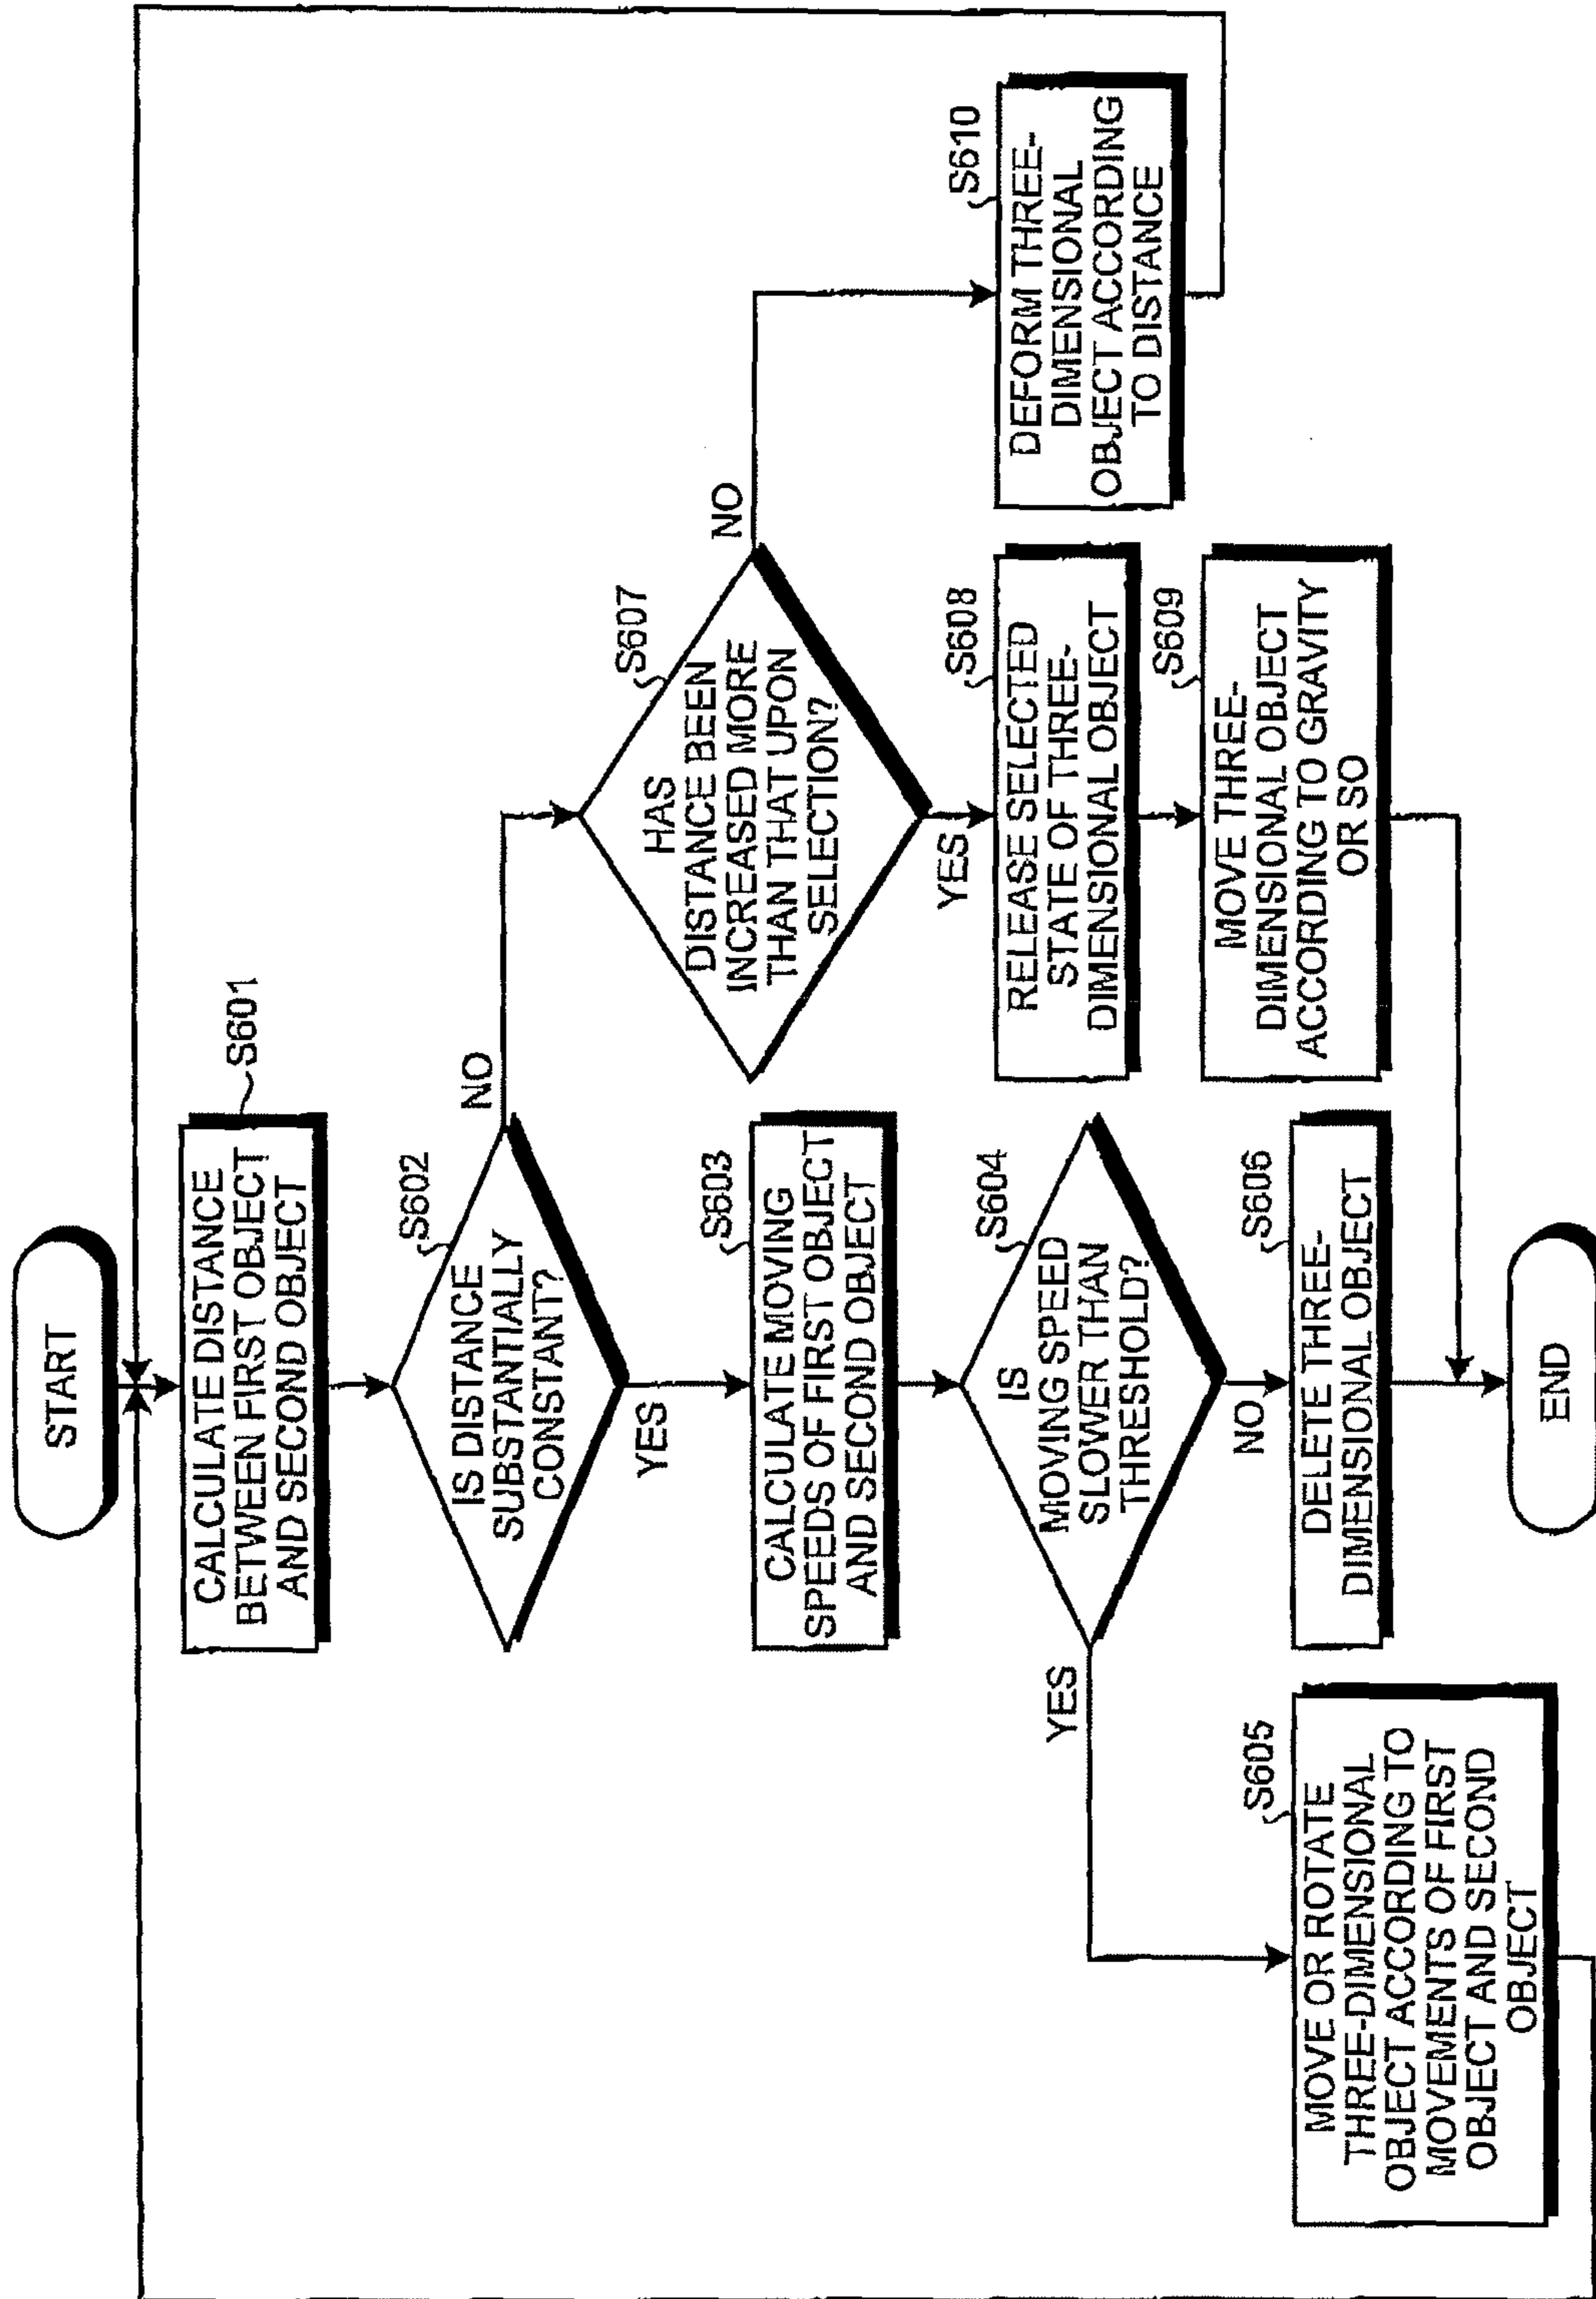 START
CALCULATE DISTANCE
BETWEEN FIRST OBJECT
AND SECOND OBJECT
S601
IS DISTANCE
SUBSTANTIALLY
CONSTANT?
S602
NO
YES
CALCULATE MOVING
SPEEDS OF FIRST OBJECT
AND SECOND OBJECT
S603
IS
MOVING SPEED
SLOWER THAN
THRESHOLD?
S604
YES
NO
MOVE OR ROTATE
THREE-DIMENSIONAL
OBJECT ACCORDING TO
MOVEMENTS OF FIRST
OBJECT AND SECOND
OBJECT
S605
DELETE THREE-
DIMENSIONAL OBJECT
S606
HAS
DISTANCE BEEN
INCREASED MORE
THAN THAT UPON
SELECTION?
S607
NO
YES
RELEASE SELECTED
STATE OF THREE-
DIMENSIONAL OBJECT
S608
MOVE THREE-
DIMENSIONAL OBJECT
ACCORDING TO GRAVITY
OR SO
S609
DEFORM THREE-
DIMENSIONAL
OBJECT ACCORDING
TO DISTANCE
S610
END